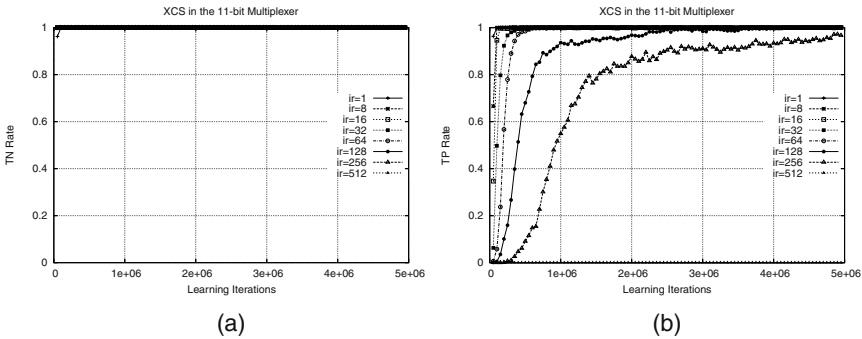 XCS in the 11-bit Multiplexer
TN Rate
1
0.8
0.6
0.4
0.2
0
ir=1
ir=8
ir=16
ir=32
ir=64
ir=128
ir=256
ir=512
0 1e+06 2e+06 3e+06 4e+06 5e+06
Learning Iterations
(a)
XCS in the 11-bit Multiplexer
TP Rate
1
0.8
0.6
0.4
0.2
0
ir=1
ir=8
ir=16
ir=32
ir=64
ir=128
ir=256
ir=512
0 1e+06 2e+06 3e+06 4e+06 5e+06
Learning Iterations
(b)